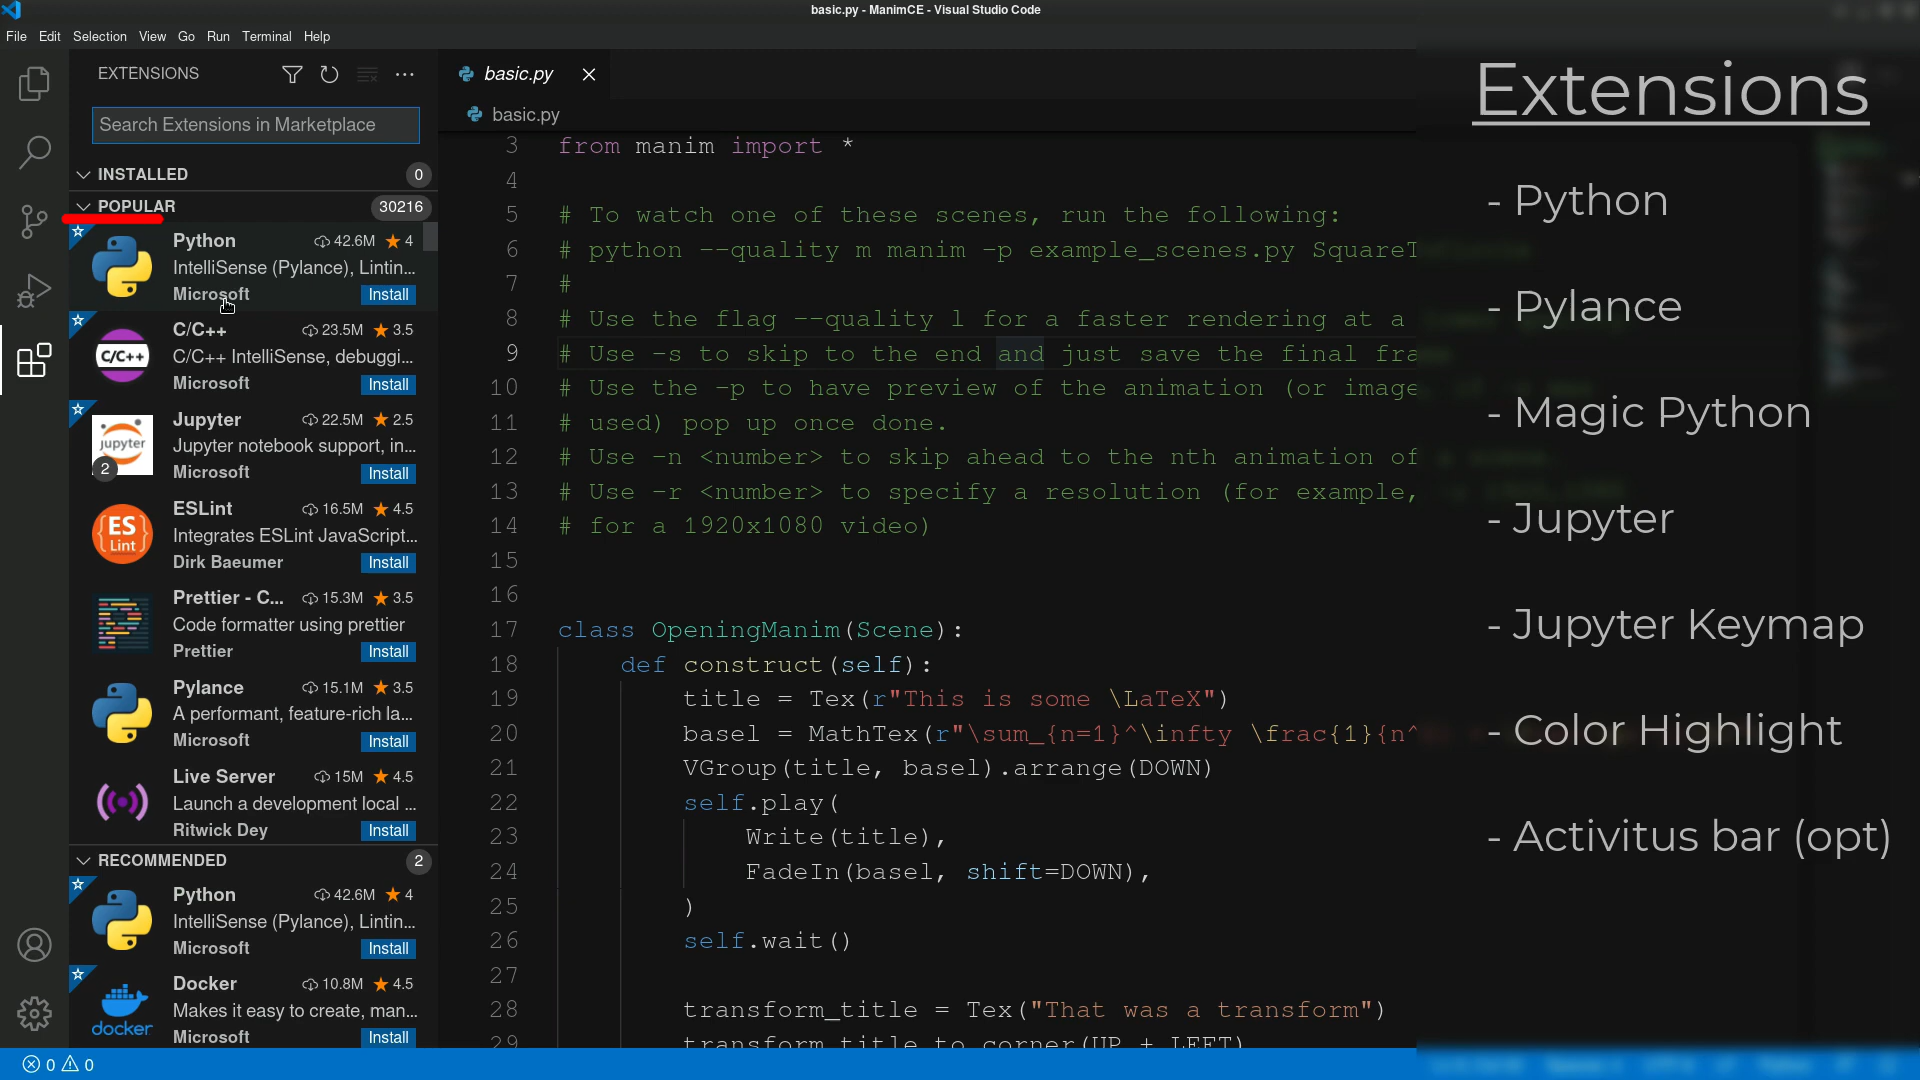 basic.py - ManimCE - Visual Studio Code
File Edit Selection View Go Run Terminal Help
EXTENSIONS
Search Extensions in Marketplace
INSTALLED 0
POPULAR 30216
Python 42.6M ★ 4
IntelliSense (Pylance), Lintin...
Microsoft Install
C/C++ 23.5M ★ 3.5
C/C++
C/C++ IntelliSense, debuggi...
Microsoft Install
Jupyter 22.5M ★ 2.5
jupyter
Jupyter notebook support, in...
2
Microsoft Install
ESLint 16.5M ★ 4.5
ES
Lint
Integrates ESLint JavaScript...
Dirk Baeumer Install
Prettier - C... 15.3M ★ 3.5
Code formatter using prettier
Prettier Install
Pylance 15.1M ★ 3.5
A performant, feature-rich la...
Microsoft Install
Live Server 15M ★ 4.5
Launch a development local ...
Ritwick Dey Install
RECOMMENDED 2
Python 42.6M ★ 4
IntelliSense (Pylance), Lintin...
Microsoft Install
Docker 10.8M ★ 4.5
Makes it easy to create, man...
docker
Microsoft Install
0 0
basic.py
basic.py
3 from manim import *
4
5 # To watch one of these scenes, run the following:
6 # python --quality m manim -p example_scenes.py SquareT
7 #
8 # Use the flag --quality l for a faster rendering at a
9 # Use -s to skip to the end and just save the final fra
10 # Use the -p to have preview of the animation (or image
11 # used) pop up once done.
12 # Use -n <number> to skip ahead to the nth animation of
13 # Use -r <number> to specify a resolution (for example,
14 # for a 1920x1080 video)
15
16
17 class OpeningManim(Scene):
18 def construct(self):
19 title = Tex(r"This is some \LaTeX")
20 basel = MathTex(r"\sum_{n=1}^\infty \frac{1}{n^
21 VGroup(title, basel).arrange(DOWN)
22 self.play(
23 Write(title),
24 FadeIn(basel, shift=DOWN),
25 )
26 self.wait()
27
28 transform_title = Tex("That was a transform")
29 transform_title.to_corner(UP + LEFT)
Extensions
- Python
- Pylance
- Magic Python
- Jupyter
- Jupyter Keymap
- Color Highlight
- Activitus bar (opt)